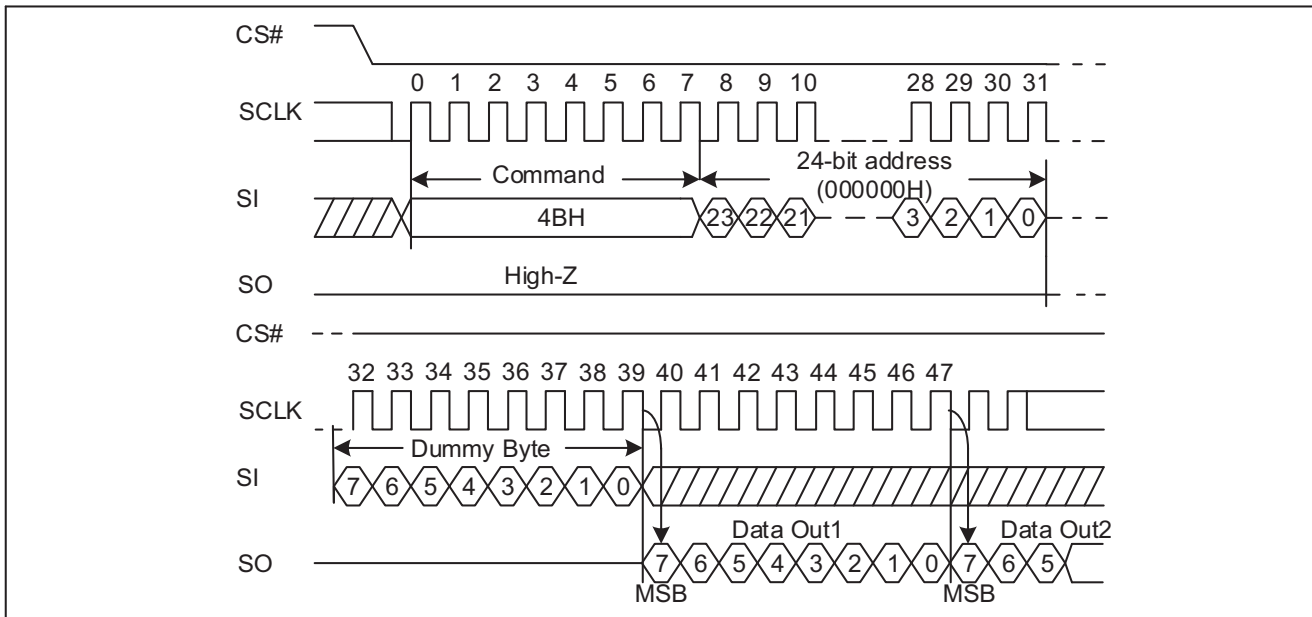 CS#
0 1 2 3 4 5 6 7 8 9 10 28 29 30 31
SCLK
Command
24-bit address
(000000H)
SI
4BH
23 22 21 3 2 1 0
SO
High-Z
CS#
32 33 34 35 36 37 38 39 40 41 42 43 44 45 46 47
SCLK
Dummy Byte
SI
7 6 5 4 3 2 1 0
Data Out1 Data Out2
SO
7 6 5 4 3 2 1 0 7 6 5
MSB MSB